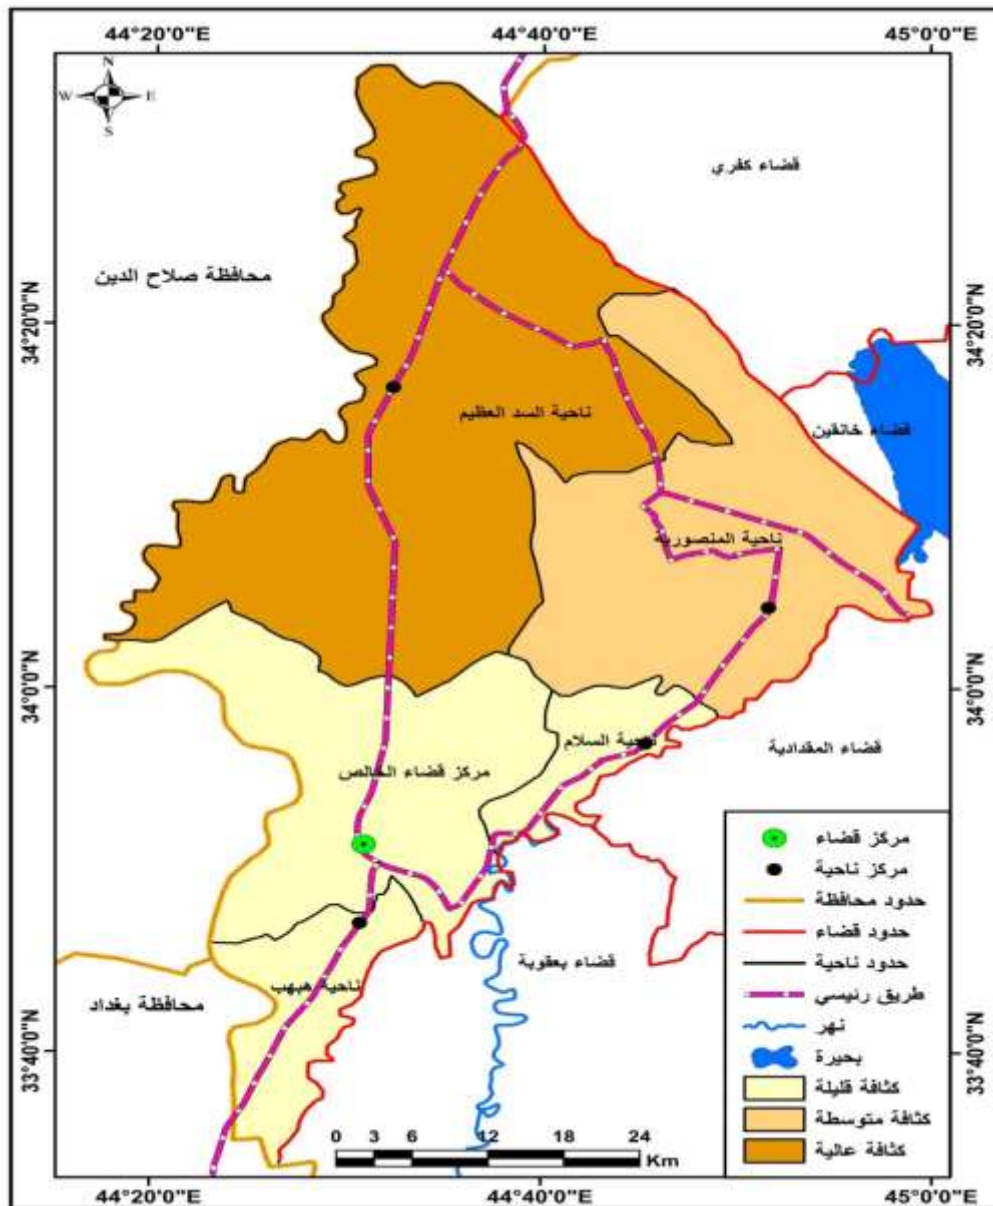 44°20'0"E
44°40'0"E
45°0'0"E
N
W
E
S
قضاء كفري
محافظة صلاح الدين
34°20'0"N
34°20'0"N
ناحية السد العظيم
قضاء خانقين
ناحية المنصورية
34°0'0"N
34°0'0"N
ناحية السلام
قضاء المقدادية
مركز قضاء الخالص
مركز قضاء
مركز ناحية
حدود محافظة
حدود قضاء
حدود ناحية
طريق رئيسي
نهر
بحيرة
كثافة قليلة
كثافة متوسطة
كثافة عالية
قضاء بعقوبة
ناحية هبهب
محافظة بغداد
33°40'0"N
33°40'0"N
0 3 6 12 18 24
Km
44°20'0"E
44°40'0"E
45°0'0"E